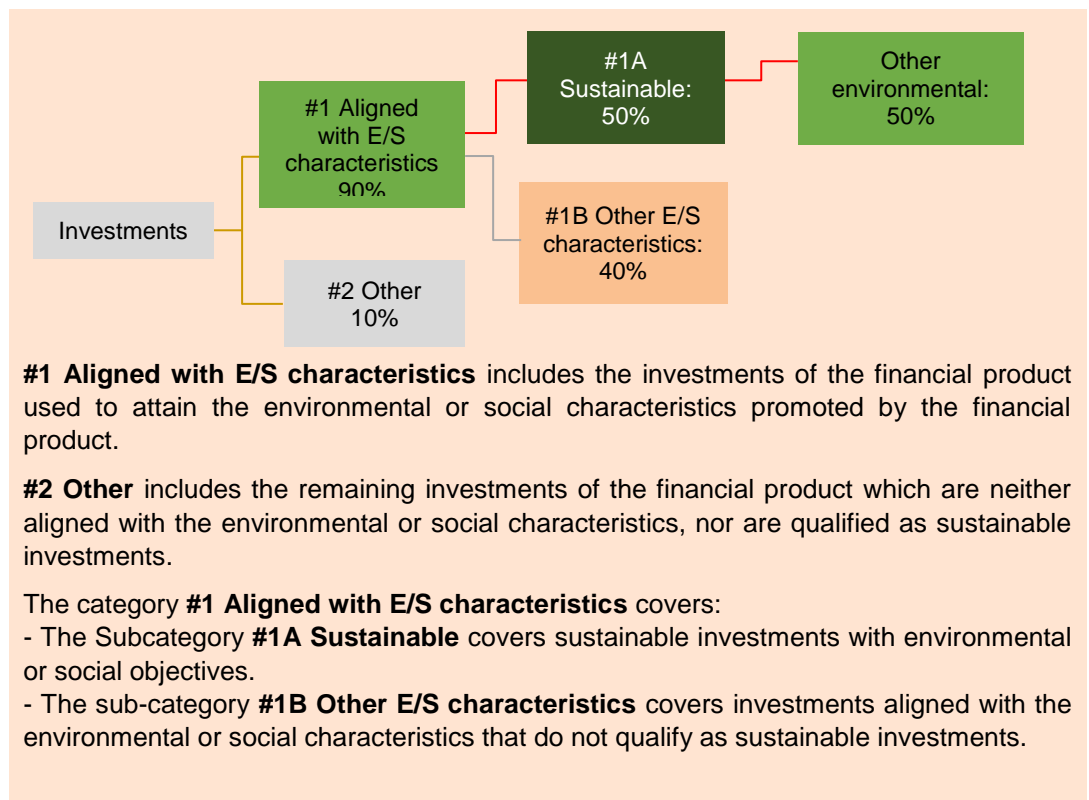 #1A
Sustainable:
50%
Other
environmental:
50%
#1 Aligned
with E/S
characteristics
90%
#1B Other E/S
characteristics:
40%
Investments
#2 Other
10%
#1 Aligned with E/S characteristics includes the investments of the financial product
used to attain the environmental or social characteristics promoted by the financial
product.
#2 Other includes the remaining investments of the financial product which are neither
aligned with the environmental or social characteristics, nor are qualified as sustainable
investments.
The category #1 Aligned with E/S characteristics covers:
- The Subcategory #1A Sustainable covers sustainable investments with environmental
or social objectives.
- The sub-category #1B Other E/S characteristics covers investments aligned with the
environmental or social characteristics that do not qualify as sustainable investments.